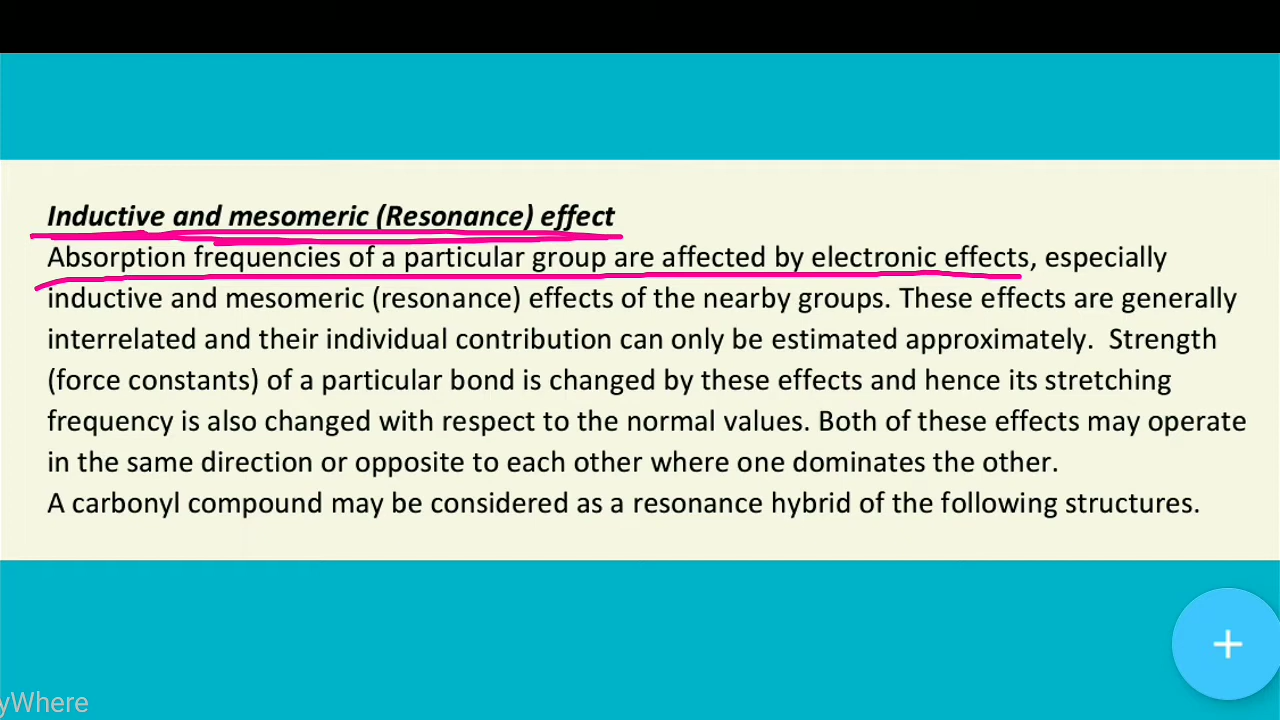 Inductive and mesomeric (Resonance) effect
Absorption frequencies of a particular group are affected by electronic effects, especially
inductive and mesomeric (resonance) effects of the nearby groups. These effects are generally
interrelated and their individual contribution can only be estimated approximately.  Strength
(force constants) of a particular bond is changed by these effects and hence its stretching
frequency is also changed with respect to the normal values. Both of these effects may operate
in the same direction or opposite to each other where one dominates the other.
A carbonyl compound may be considered as a resonance hybrid of the following structures.
yWhere